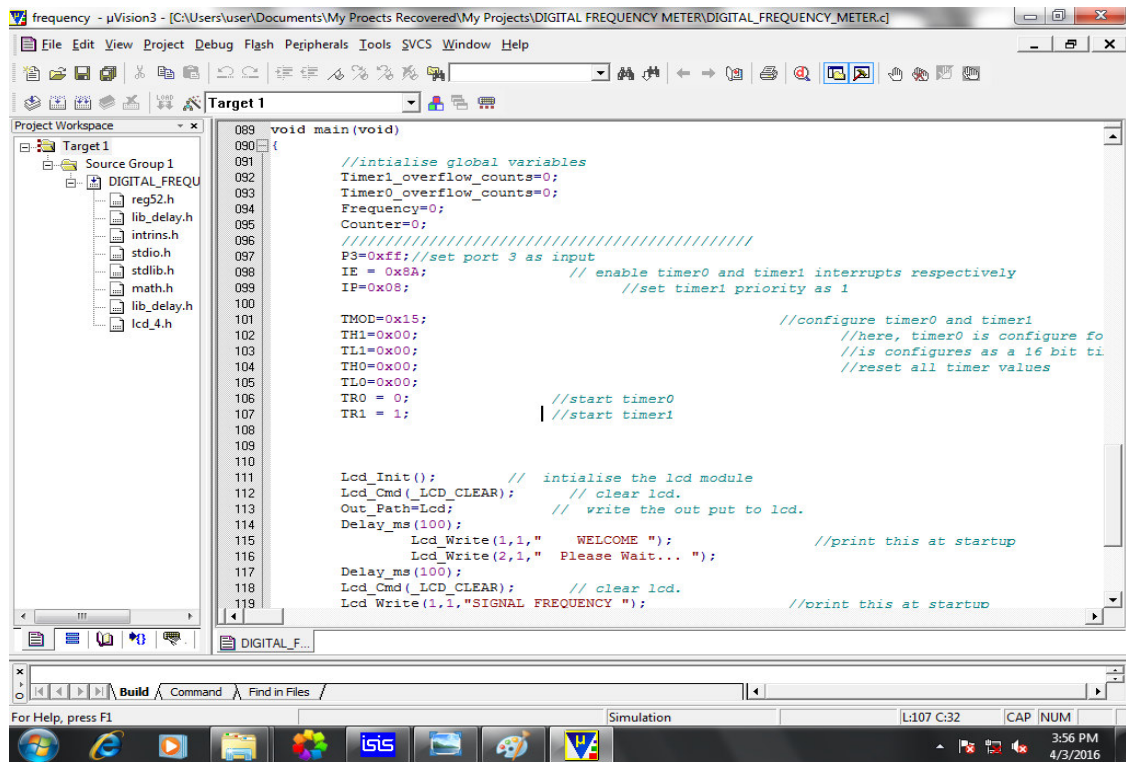 frequency - µVision3 - [C:\Users\user\Documents\My Proects Recovered\My Projects\DIGITAL FREQUENCY METER\DIGITAL_FREQUENCY_METER.c]
File Edit View Project Debug Flash Peripherals Tools SVCS Window Help
LOAD Target 1
Project Workspace
Target 1
Source Group 1
DIGITAL_FREQU
reg52.h
lib_delay.h
intrins.h
stdio.h
stdlib.h
math.h
lib_delay.h
lcd_4.h
089 void main(void)
090 {
091 //intialise global variables
092 Timer1_overflow_counts=0;
093 Timer0_overflow_counts=0;
094 Frequency=0;
095 Counter=0;
096 ///////////////////////////////////////////////
097 P3=0xff;//set port 3 as input
098 IE = 0x8A; // enable timer0 and timer1 interrupts respectively
099 IP=0x08; //set timer1 priority as 1
100
101 TMOD=0x15; //configure timer0 and timer1
102 TH1=0x00; //here, timer0 is configure fo
103 TL1=0x00; //is configures as a 16 bit ti
104 TH0=0x00; //reset all timer values
105 TL0=0x00;
106 TR0 = 0; //start timer0
107 TR1 = 1; //start timer1
108
109
110
111 Lcd_Init(); // intialise the lcd module
112 Lcd_Cmd(_LCD_CLEAR); // clear lcd.
113 Out_Path=Lcd; // write the out put to lcd.
114 Delay_ms(100);
115 Lcd_Write(1,1," WELCOME "); //print this at startup
116 Lcd_Write(2,1," Please Wait... ");
117 Delay_ms(100);
118 Lcd_Cmd(_LCD_CLEAR); // clear lcd.
119 Lcd_Write(1,1,"SIGNAL FREQUENCY "); //print this at startup
DIGITAL_F...
Build Command Find in Files
For Help, press F1 Simulation L:107 C:32 CAP NUM
isis 3:56 PM
4/3/2016